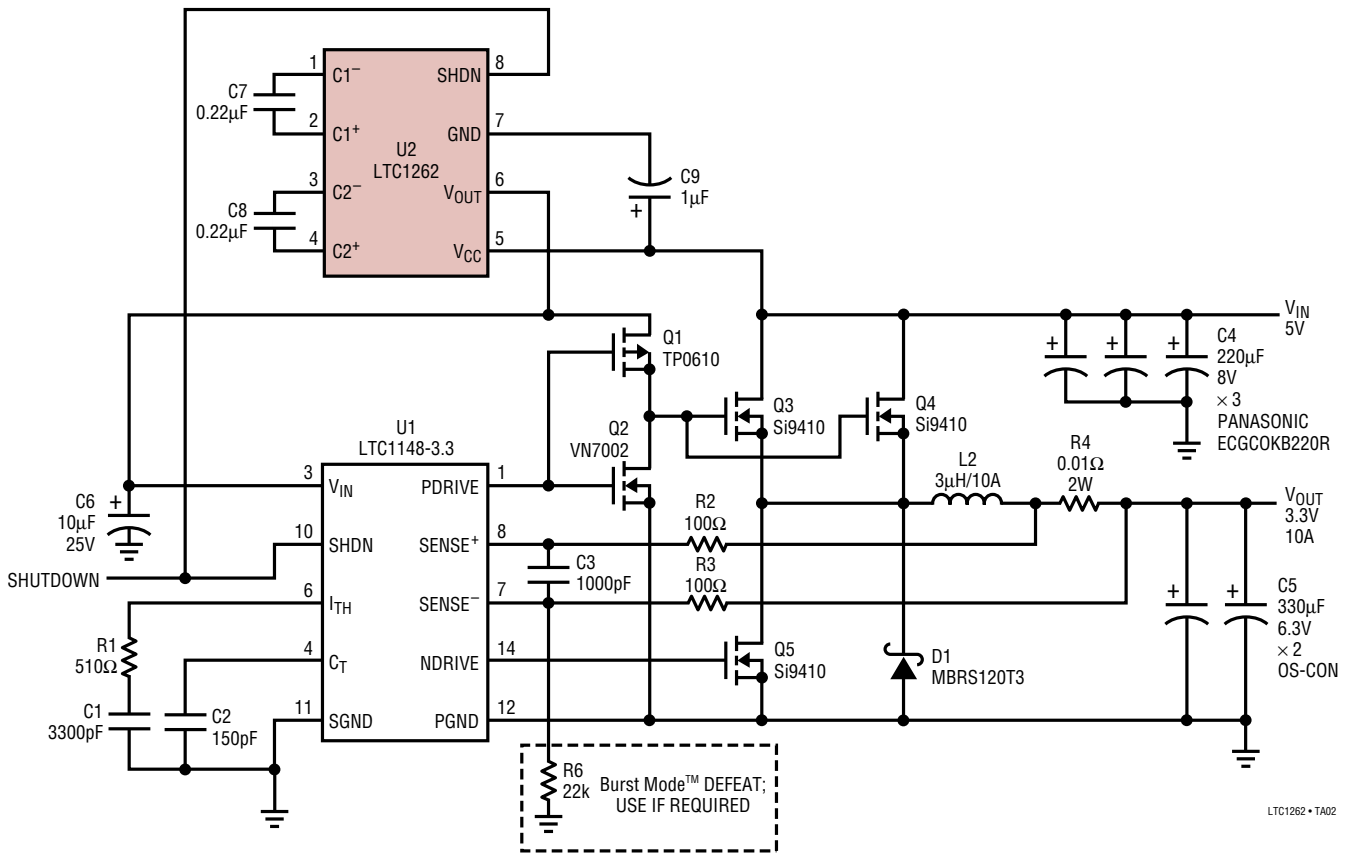 1 C1–
SHDN 8
C7
0.22µF
2 C1+
GND 7
U2
LTC1262
3 C2–
VOUT 6
C8
0.22µF
4 C2+
VCC 5
C9
1µF
+
Q1
TP0610
VIN
5V
+ + +
C4
220µF
8V
× 3
PANASONIC
ECGCOKB220R
Q3
Si9410
Q4
Si9410
U1
LTC1148-3.3
Q2
VN7002
3 VIN
PDRIVE 1
C6
10µF
25V
+
10 SHDN
SENSE+ 8
R2
100Ω
L2
3µH/10A
R4
0.01Ω
2W
VOUT
3.3V
10A
SHUTDOWN
C3
1000pF
R3
100Ω
6 ITH
SENSE– 7
+ +
C5
330µF
6.3V
× 2
OS-CON
R1
510Ω
4 CT
NDRIVE 14
Q5
Si9410
D1
MBRS120T3
C1
3300pF
C2
150pF
11 SGND
PGND 12
R6
22k
Burst Mode™ DEFEAT;
USE IF REQUIRED
LTC1262 • TA02